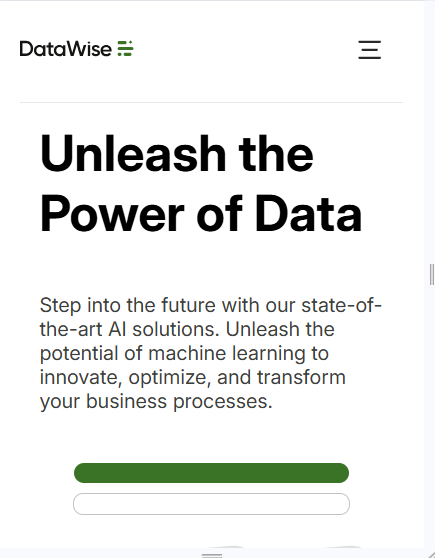 DataWise
Unleash the
Power of Data
Step into the future with our state-of-
the-art AI solutions. Unleash the
potential of machine learning to
innovate, optimize, and transform
your business processes.